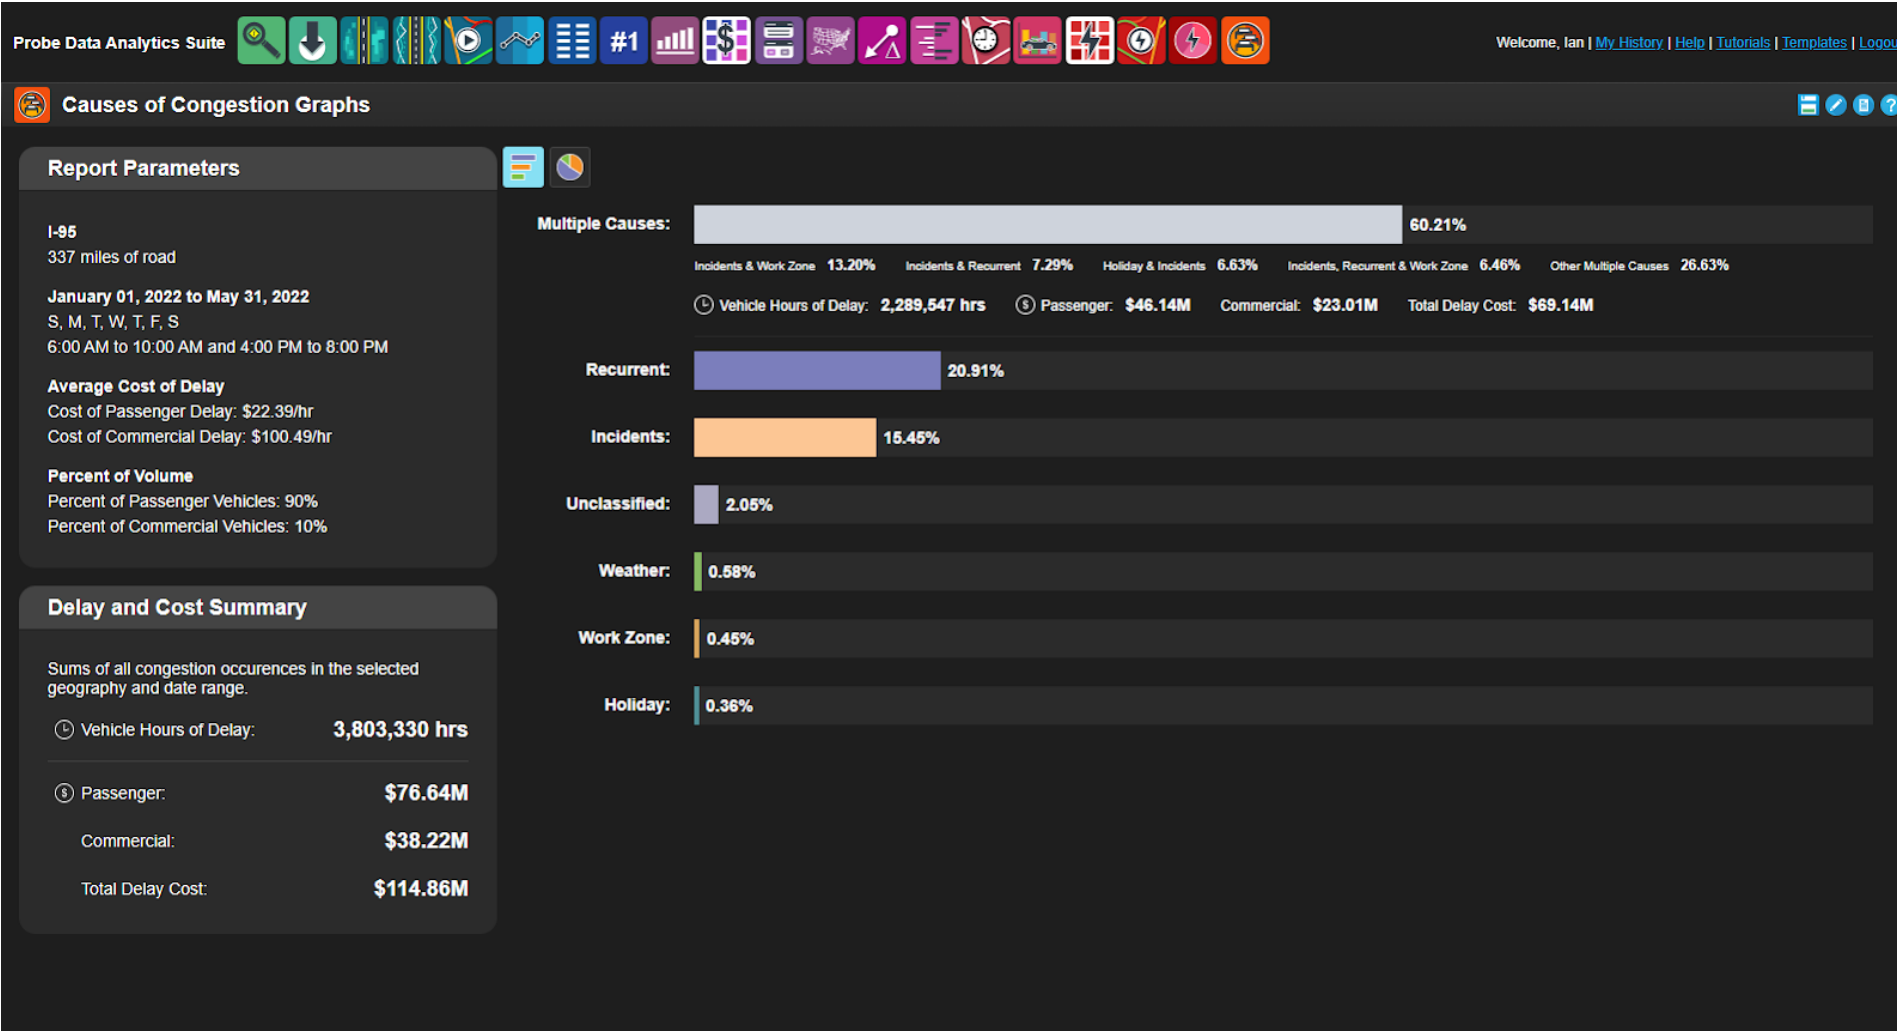 Probe Data Analytics Suite
#1
$
Welcome, Ian | My History | Help | Tutorials | Templates | Logou
Causes of Congestion Graphs
?
Report Parameters
I-95
337 miles of road
January 01, 2022 to May 31, 2022
S, M, T, W, T, F, S
6:00 AM to 10:00 AM and 4:00 PM to 8:00 PM
Average Cost of Delay
Cost of Passenger Delay: $22.39/hr
Cost of Commercial Delay: $100.49/hr
Percent of Volume
Percent of Passenger Vehicles: 90%
Percent of Commercial Vehicles: 10%
Delay and Cost Summary
Sums of all congestion occurences in the selected
geography and date range.
Vehicle Hours of Delay: 3,803,330 hrs
$ Passenger: $76.64M
Commercial: $38.22M
Total Delay Cost: $114.86M
Multiple Causes: 60.21%
Incidents & Work Zone 13.20% Incidents & Recurrent 7.29% Holiday & Incidents 6.63% Incidents, Recurrent & Work Zone 6.46% Other Multiple Causes 26.63%
Vehicle Hours of Delay: 2,289,547 hrs $ Passenger: $46.14M Commercial: $23.01M Total Delay Cost: $69.14M
Recurrent: 20.91%
Incidents: 15.45%
Unclassified: 2.05%
Weather: 0.58%
Work Zone: 0.45%
Holiday: 0.36%